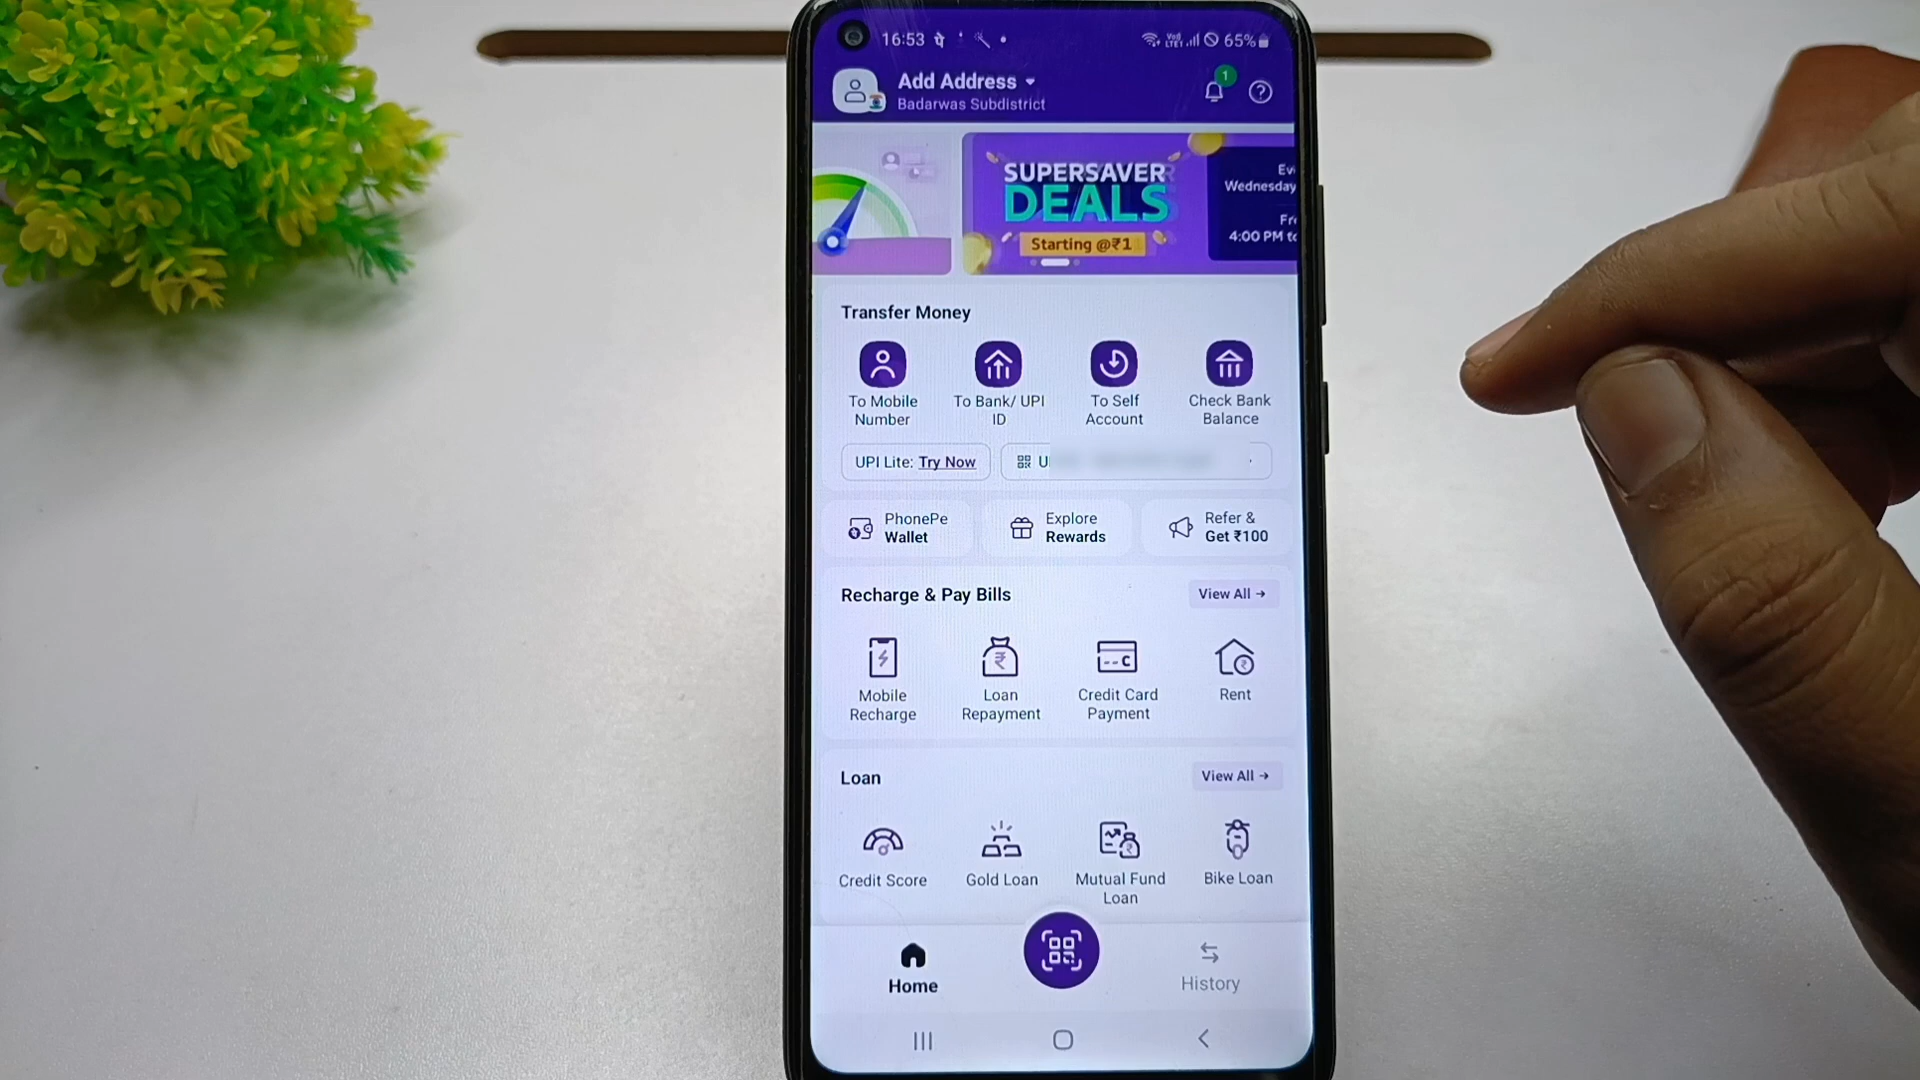 16:53 पे
Vo)
LTE1
65%
Add Address
Badarwas Subdistrict
1
SUPERSAVER
DEALS
Starting @₹1
Wednesday
4:00 PM to
Transfer Money
To Mobile
Number
To Bank/ UPI
ID
To Self
Account
Check Bank
Balance
UPI Lite: Try Now
PhonePe
Wallet
Explore
Rewards
Refer &
Get ₹100
Recharge & Pay Bills
View All →
Mobile
Recharge
Loan
Repayment
Credit Card
Payment
Rent
Loan
View All →
Credit Score
Gold Loan
Mutual Fund
Loan
Bike Loan
Home
History